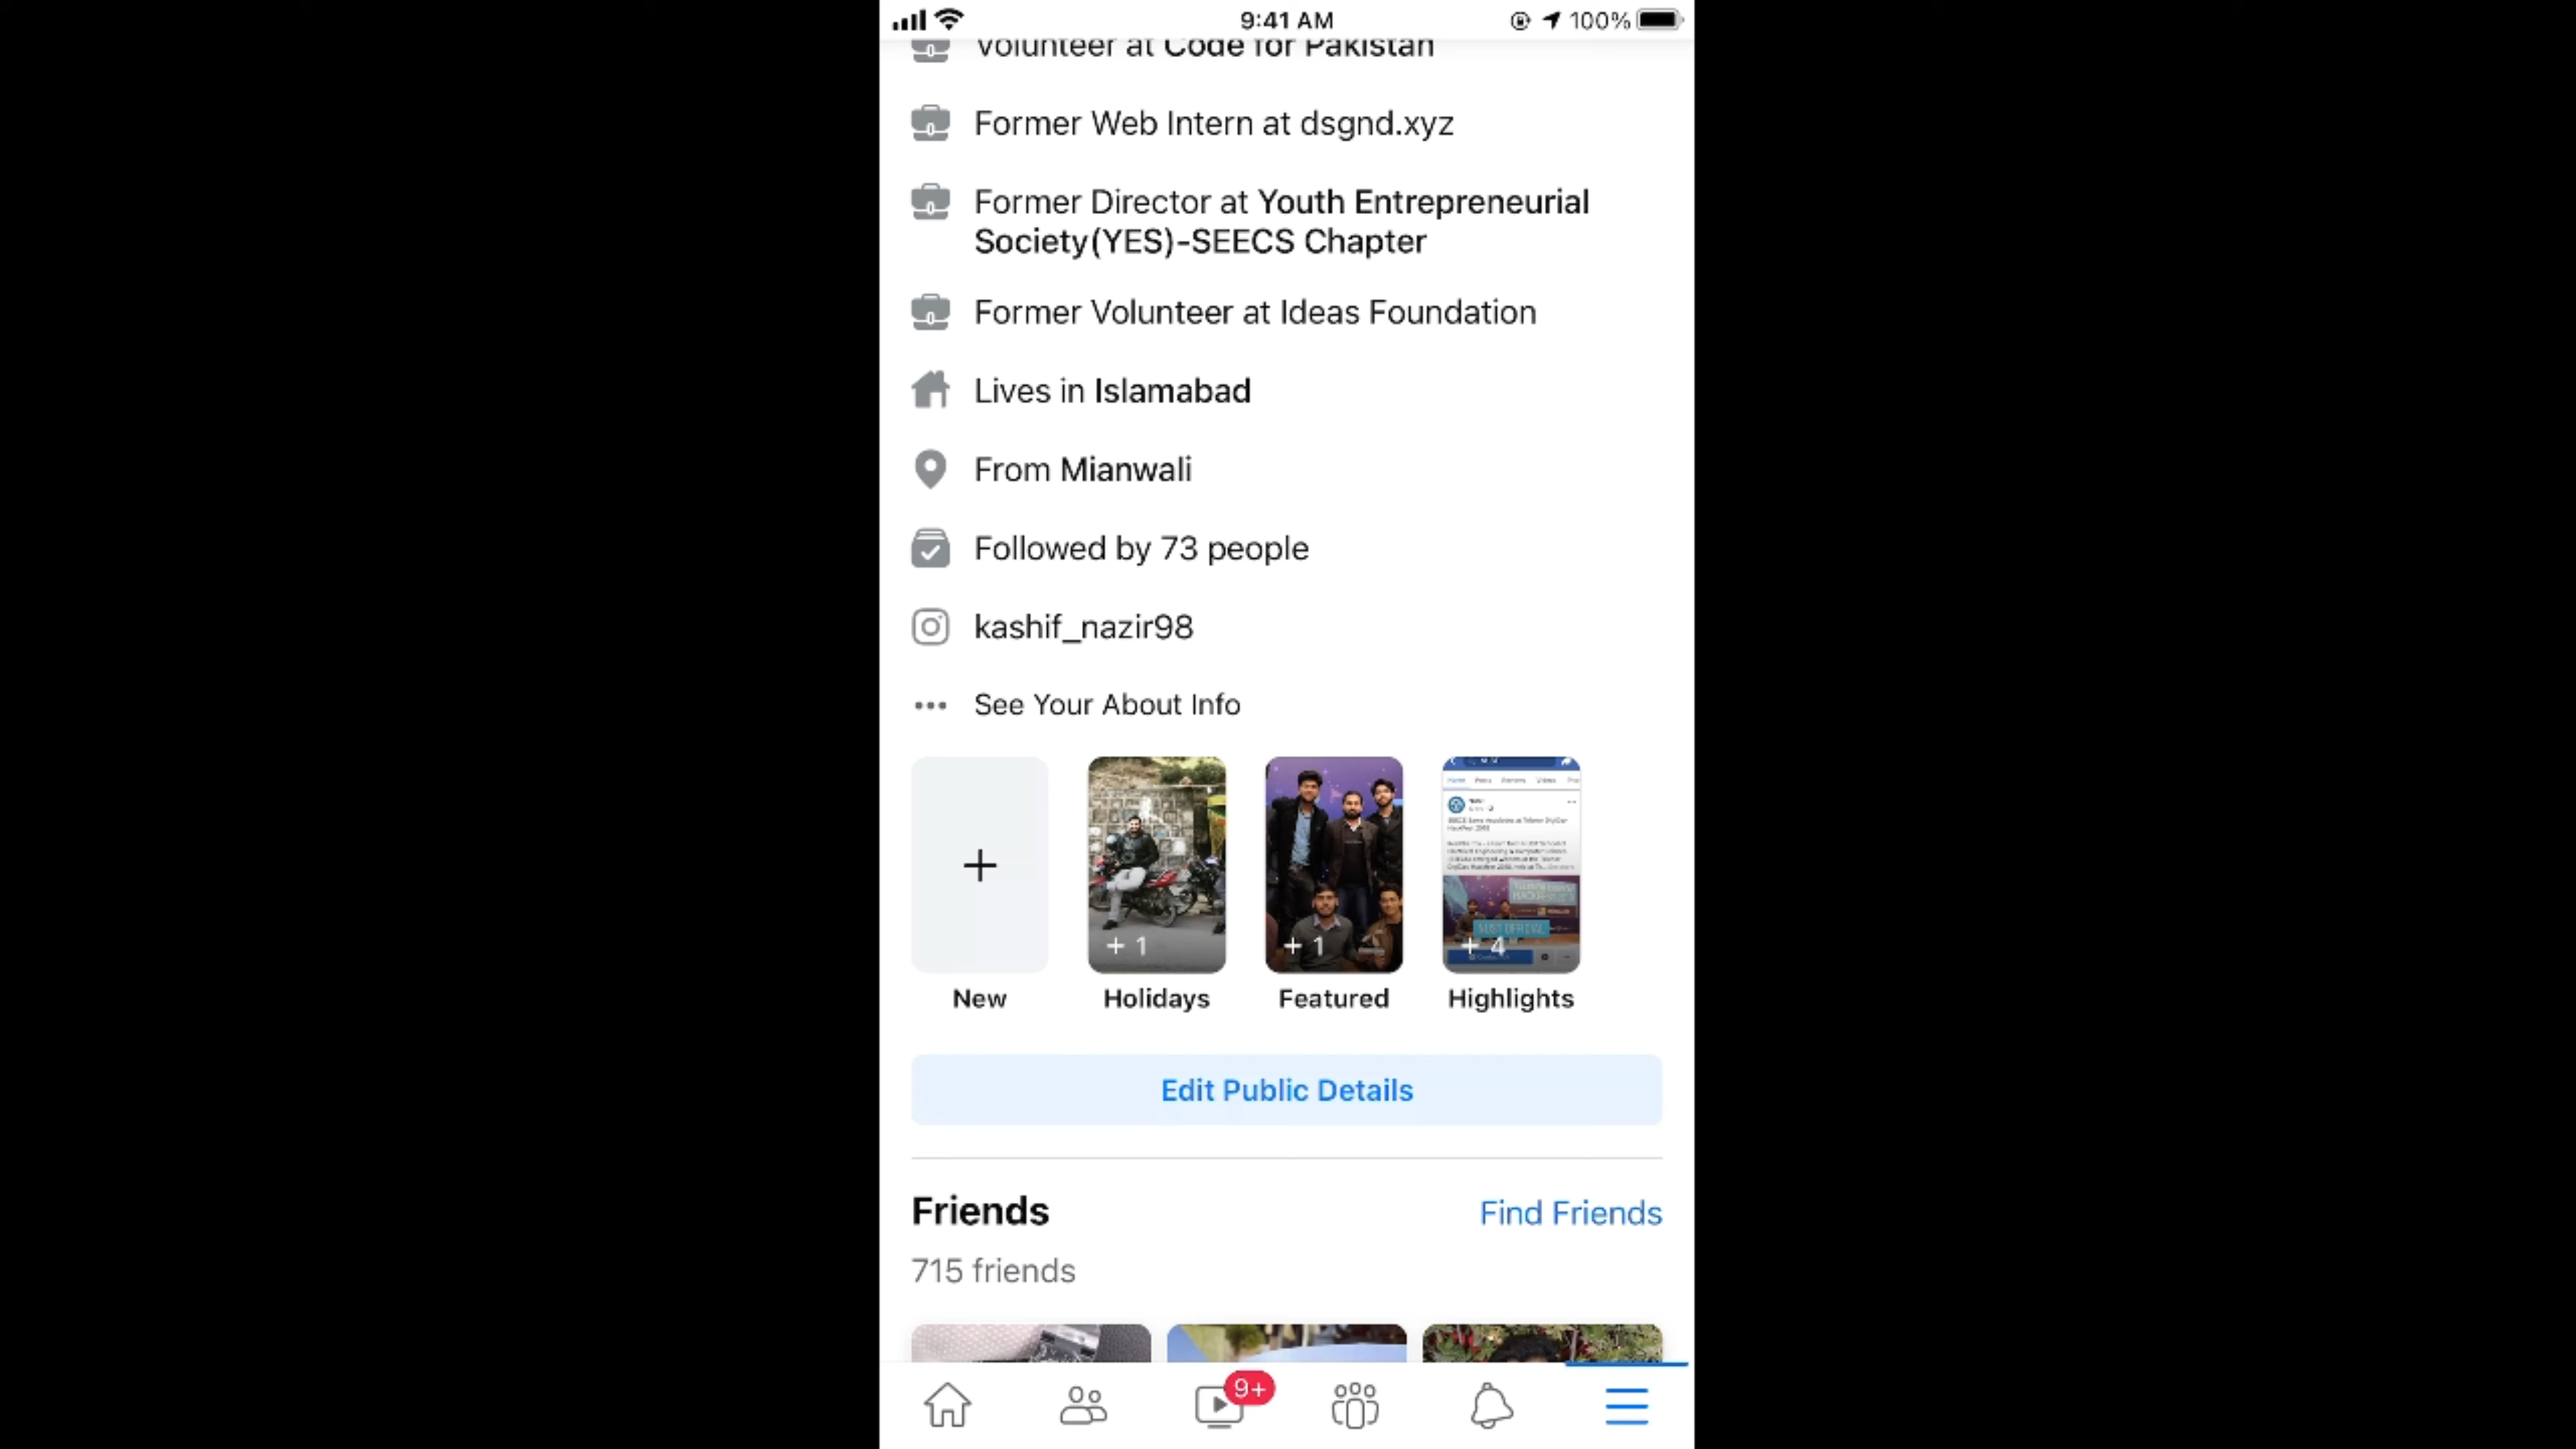 9:41 AM
100%
Volunteer at Code for Pakistan
Former Web Intern at dsgnd.xyz
Former Director at Youth Entrepreneurial
Society(YES)-SEECS Chapter
Former Volunteer at Ideas Foundation
Lives in Islamabad
From Mianwali
Followed by 73 people
kashif_nazir98
See Your About Info
+ 1
+ 1
NUST OFFICIAL
+ 4
New
Holidays
Featured
Highlights
Edit Public Details
Friends
Find Friends
715 friends
9+